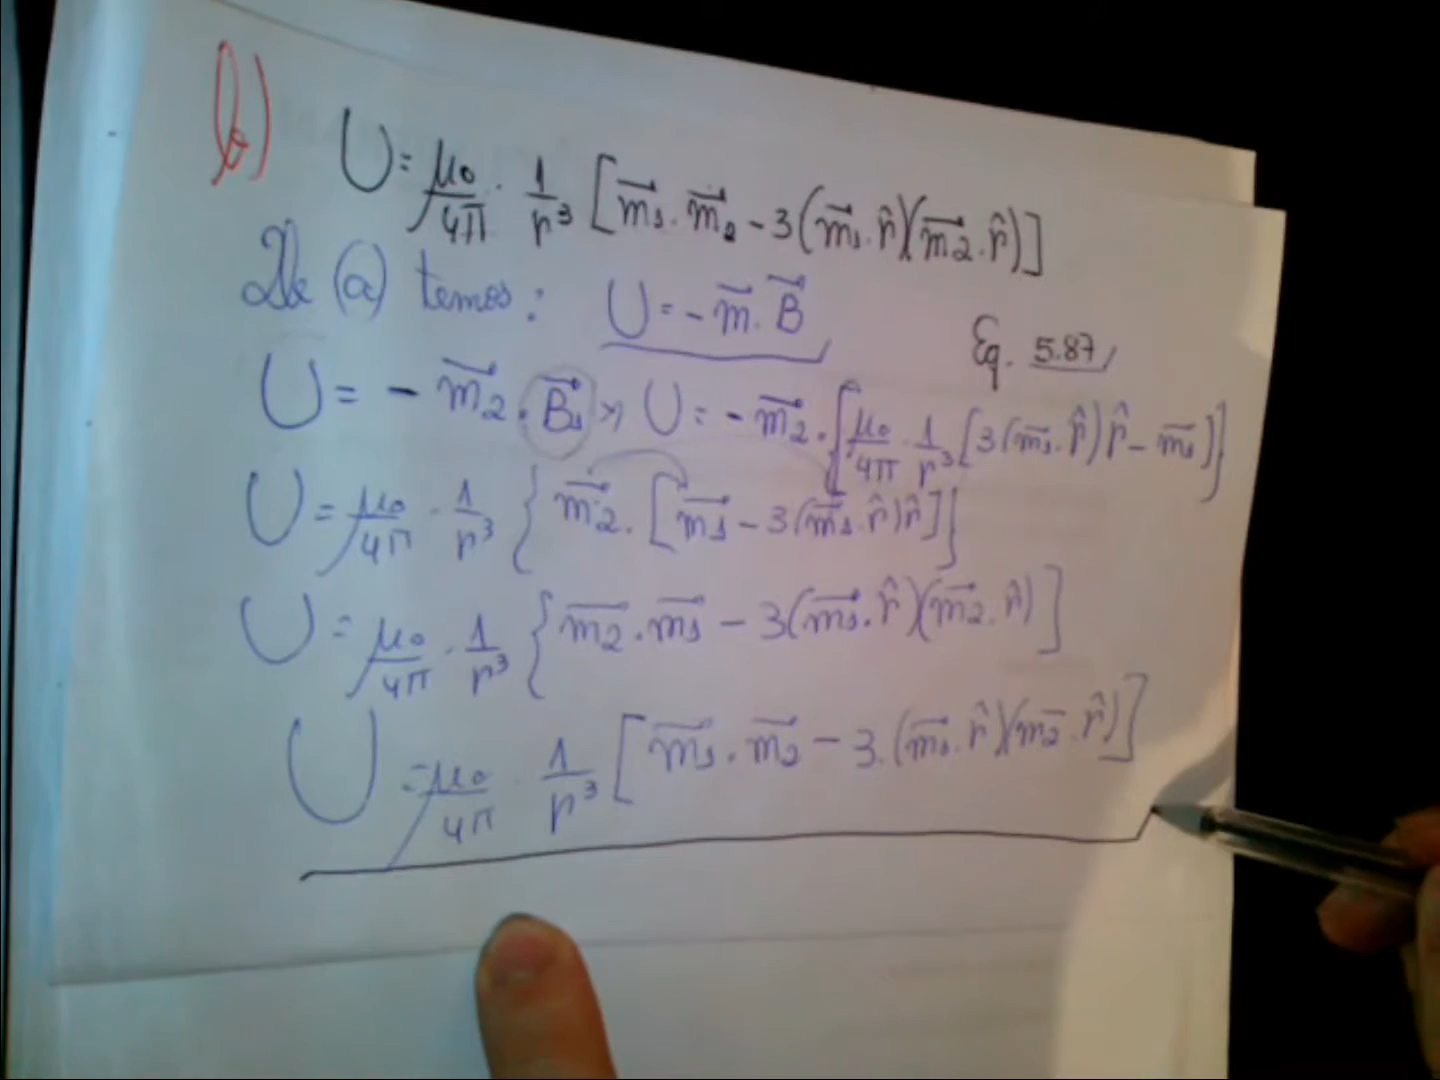 b)
U = μ₀/4π · 1/r³ [m⃗₁ · m⃗₂ − 3(m⃗₁ · r̂)(m⃗₂ · r̂)]
De (a) temos: U = − m⃗ · B⃗
Eq. 5.87
U = − m⃗₂ · B⃗₁ ⇒ U = − m⃗₂ · {μ₀/4π · 1/r³ [3(m⃗₁ · r̂) r̂ − m⃗₁]}
U = μ₀/4π · 1/r³ {m⃗₂ · [m⃗₁ − 3(m⃗₁ · r̂) r̂]}
U = μ₀/4π · 1/r³ {m⃗₂ · m⃗₁ − 3(m⃗₁ · r̂)(m⃗₂ · r̂)]
U = μ₀/4π · 1/r³ [m⃗₁ · m⃗₂ − 3 · (m⃗₁ · r̂)(m⃗₂ · r̂)]